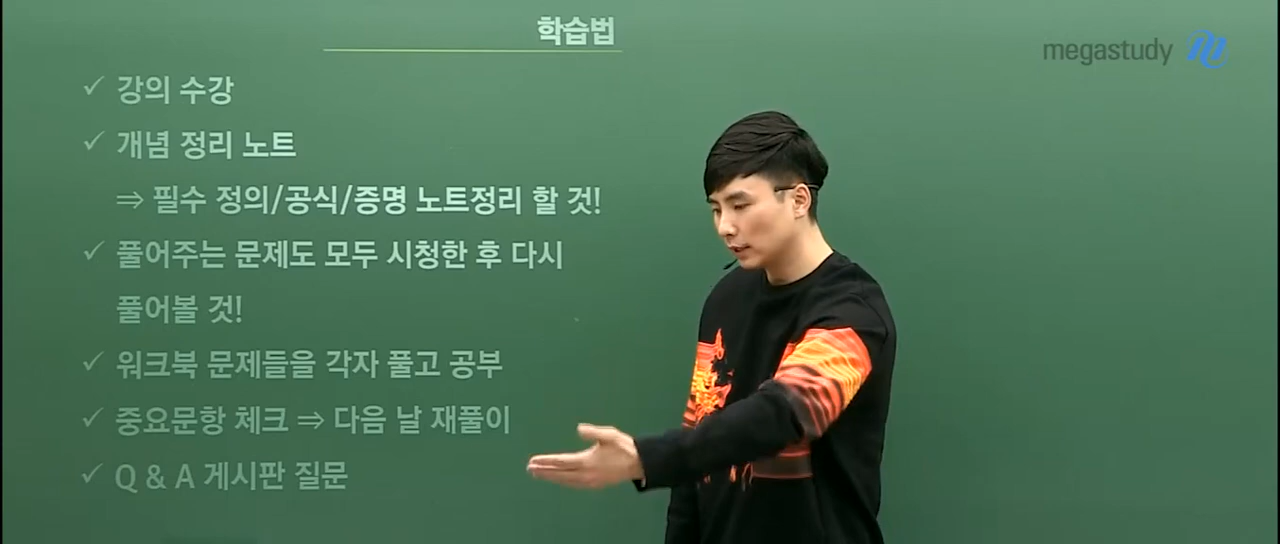 학습법
megastudy
✓ 강의 수강
✓ 개념 정리 노트
⇒ 필수 정의/공식/증명 노트정리 할 것!
✓ 풀어주는 문제도 모두 시청한 후 다시
풀어볼 것!
✓ 워크북 문제들을 각자 풀고 공부
✓ 중요문항 체크 ⇒ 다음 날 재풀이
✓ Q & A 게시판 질문